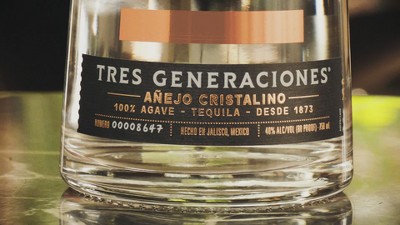 TRES GENERACIONES®
AÑEJO CRISTALINO
100% AGAVE - TEQUILA - DESDE 1873
NÚMERO 00008647 HECHO EN JALISCO, MEXICO 40% ALC/VOL (80 PROOF)- 750 mL